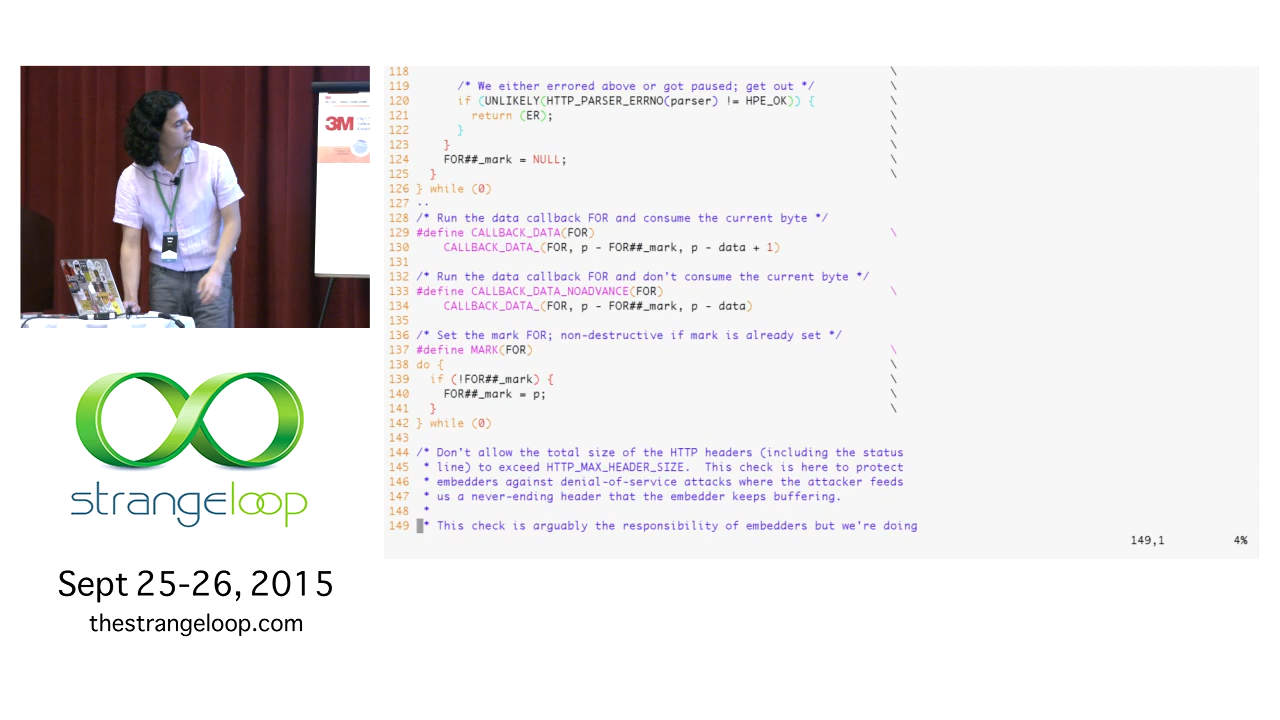 3M
strangeloop
Sept 25-26, 2015
thestrangeloop.com
118 \
119 /* We either errored above or got paused; get out */ \
120 if (UNLIKELY(HTTP_PARSER_ERRNO(parser) != HPE_OK)) { \
121 return (ER); \
122 } \
123 } \
124 FOR##_mark = NULL; \
125 } \
126 } while (0)
127 ..
128 /* Run the data callback FOR and consume the current byte */
129 #define CALLBACK_DATA(FOR) \
130 CALLBACK_DATA_(FOR, p - FOR##_mark, p - data + 1)
131
132 /* Run the data callback FOR and don't consume the current byte */
133 #define CALLBACK_DATA_NOADVANCE(FOR) \
134 CALLBACK_DATA_(FOR, p - FOR##_mark, p - data)
135
136 /* Set the mark FOR; non-destructive if mark is already set */
137 #define MARK(FOR) \
138 do { \
139 if (!FOR##_mark) { \
140 FOR##_mark = p; \
141 } \
142 } while (0)
143
144 /* Don't allow the total size of the HTTP headers (including the status
145 * line) to exceed HTTP_MAX_HEADER_SIZE. This check is here to protect
146 * embedders against denial-of-service attacks where the attacker feeds
147 * us a never-ending header that the embedder keeps buffering.
148 *
149 * This check is arguably the responsibility of embedders but we're doing
149,1 4%